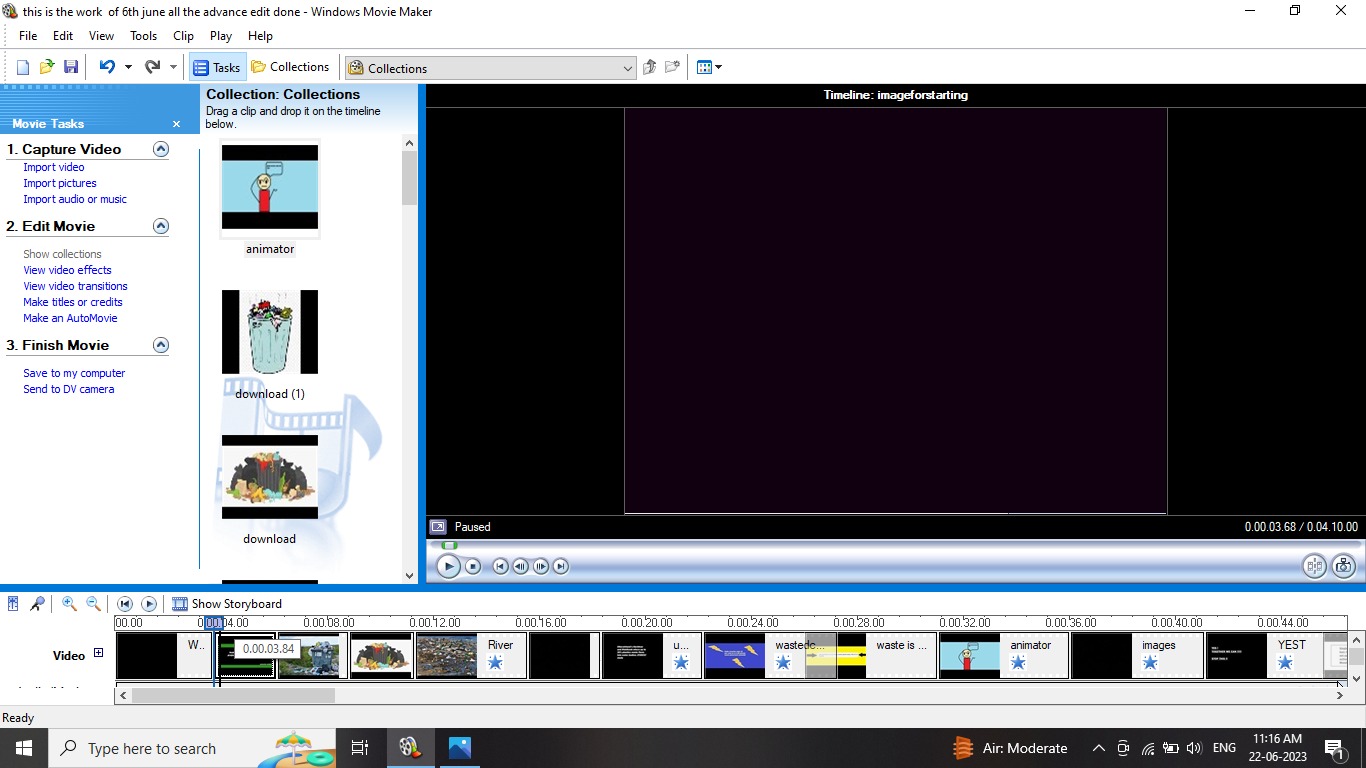 this is the work  of 6th june all the advance edit done - Windows Movie Maker
File Edit View Tools Clip Play Help
Tasks Collections Collections
Movie Tasks
1. Capture Video
Import video
Import pictures
Import audio or music
2. Edit Movie
Show collections
View video effects
View video transitions
Make titles or credits
Make an AutoMovie
3. Finish Movie
Save to my computer
Send to DV camera
Collection: Collections
Drag a clip and drop it on the timeline
below.
animator
download (1)
download
Timeline: imageforstarting
Paused 0.00.03.68 / 0.04.10.00
Show Storyboard
00.00 0.00.08.00 0.00.12.00 0.00.16.00 0.00.20.00 0.00.24.00 0.00.28.00 0.00.32.00 0.00.36.00 0.00.40.00 0.00.44.00
Video W... 0.00.03.84 River u... wastede... waste is ... animator images YEST
Ready
Type here to search Air: Moderate ENG 11:16 AM
22-06-2023
1